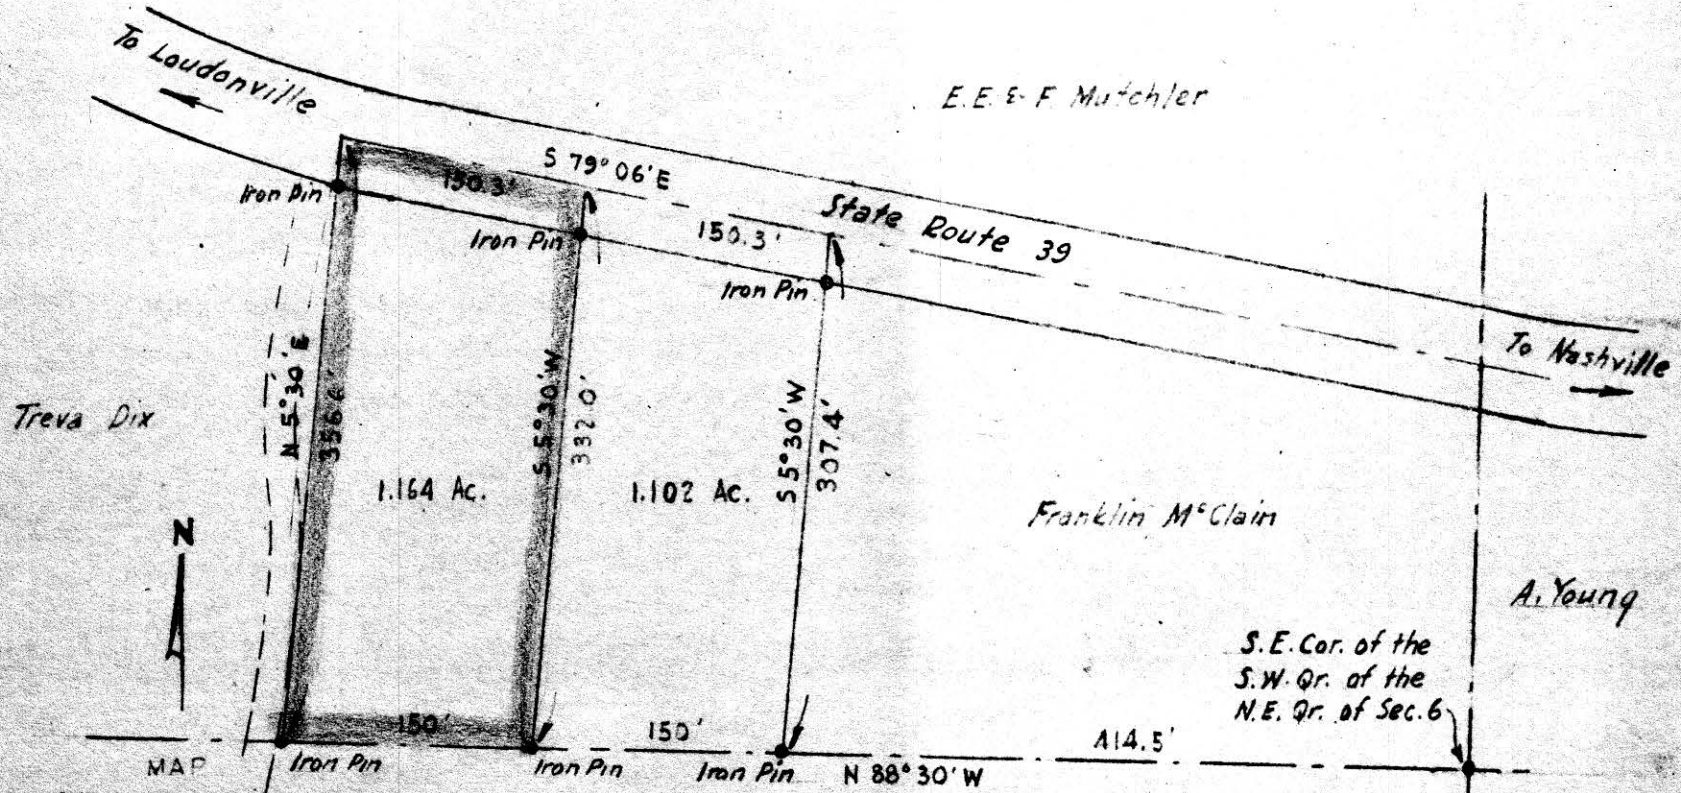 To Loudonville
E.E. & F. Mutchler
S 79° 06' E
150.3'
Iron Pin
State Route 39
Iron Pin
150.3'
Iron Pin
To Nashville
Treva Dix
N 5° 30' E
356.6'
S 5° 30' W
332.0'
S 5° 30' W
307.4'
1.164 Ac.
1.102 Ac.
Franklin McClain
N
A. Young
S.E. Cor. of the
S.W. Qr. of the
N.E. Qr. of Sec. 6
150'
150'
414.5'
MAP
Iron Pin
Iron Pin
Iron Pin
N 88° 30' W